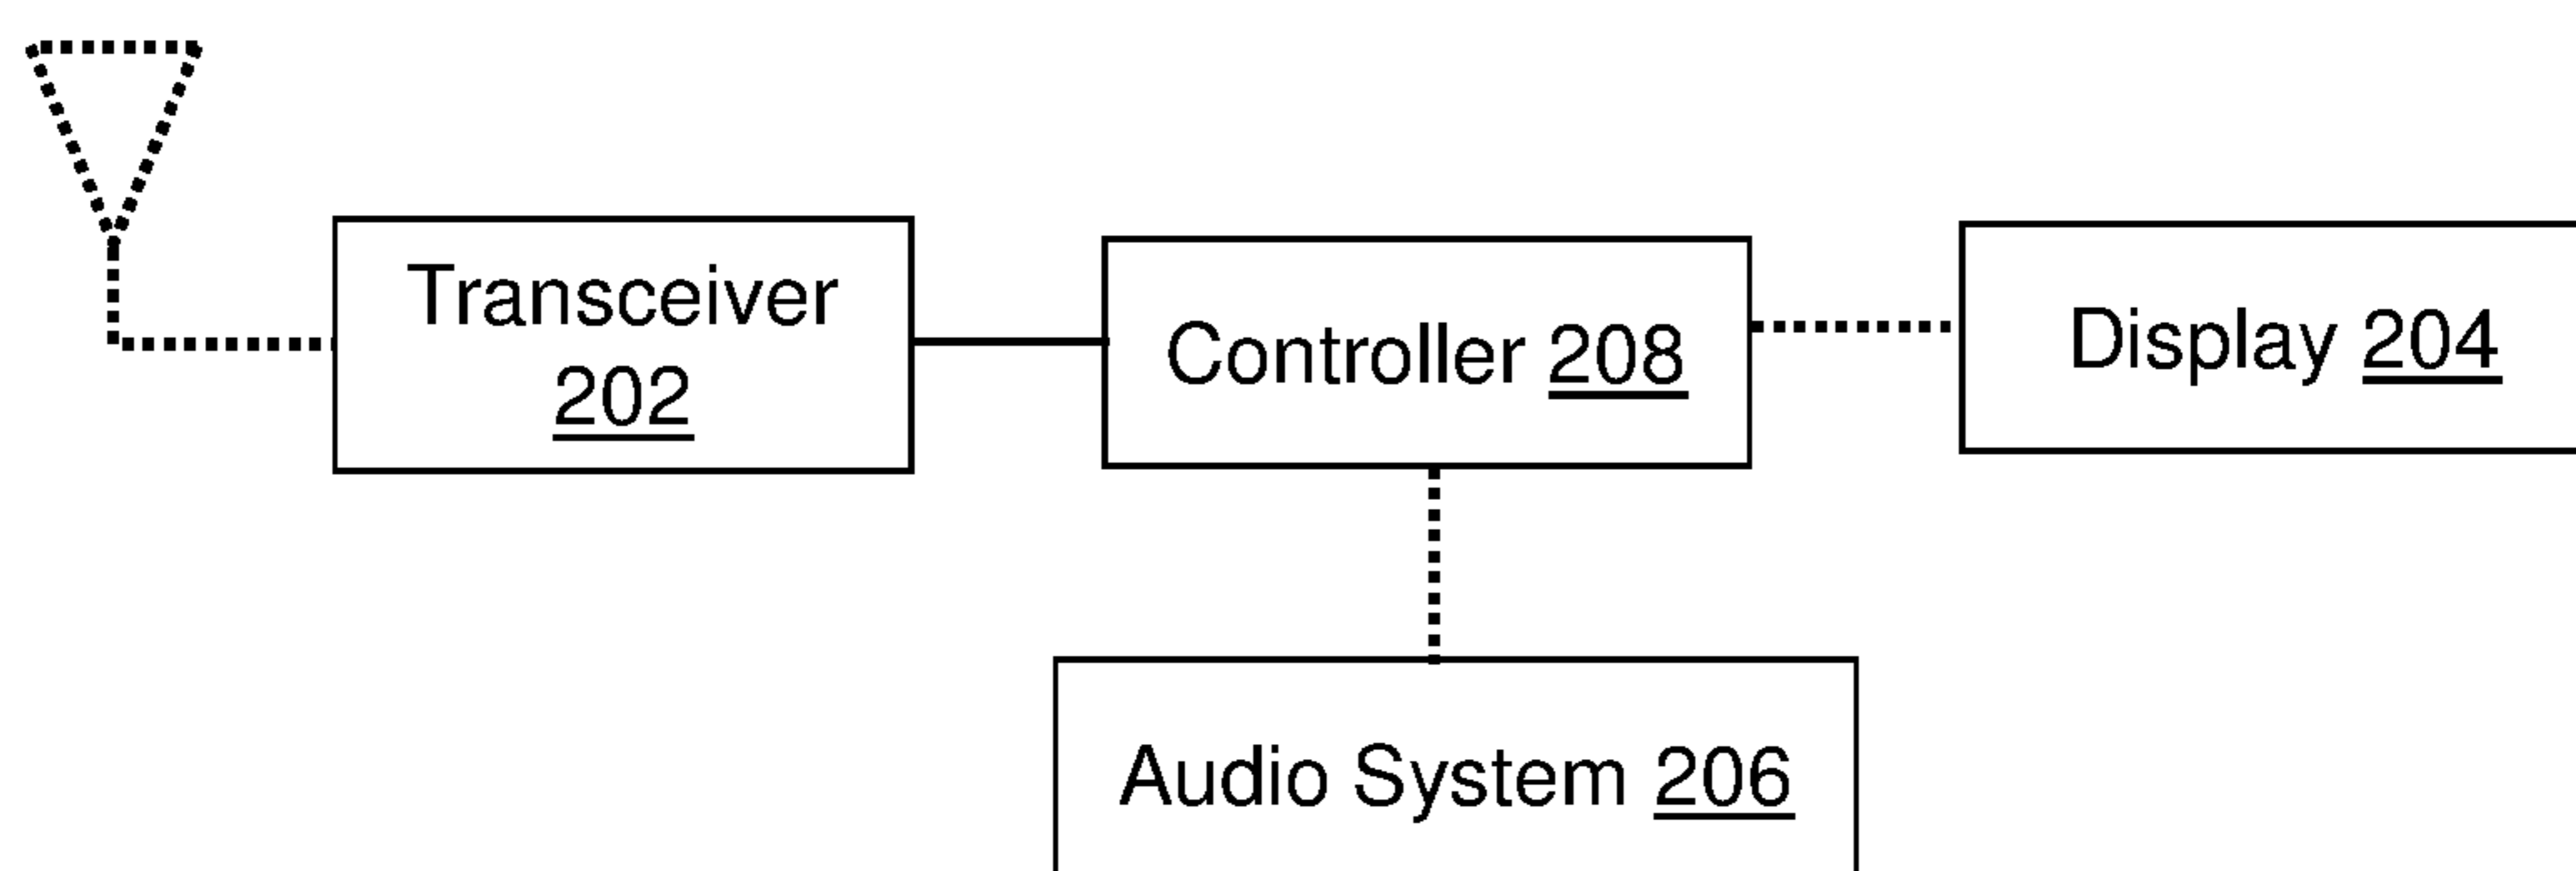 Transceiver
202
Controller 208
Display 204
Audio System 206